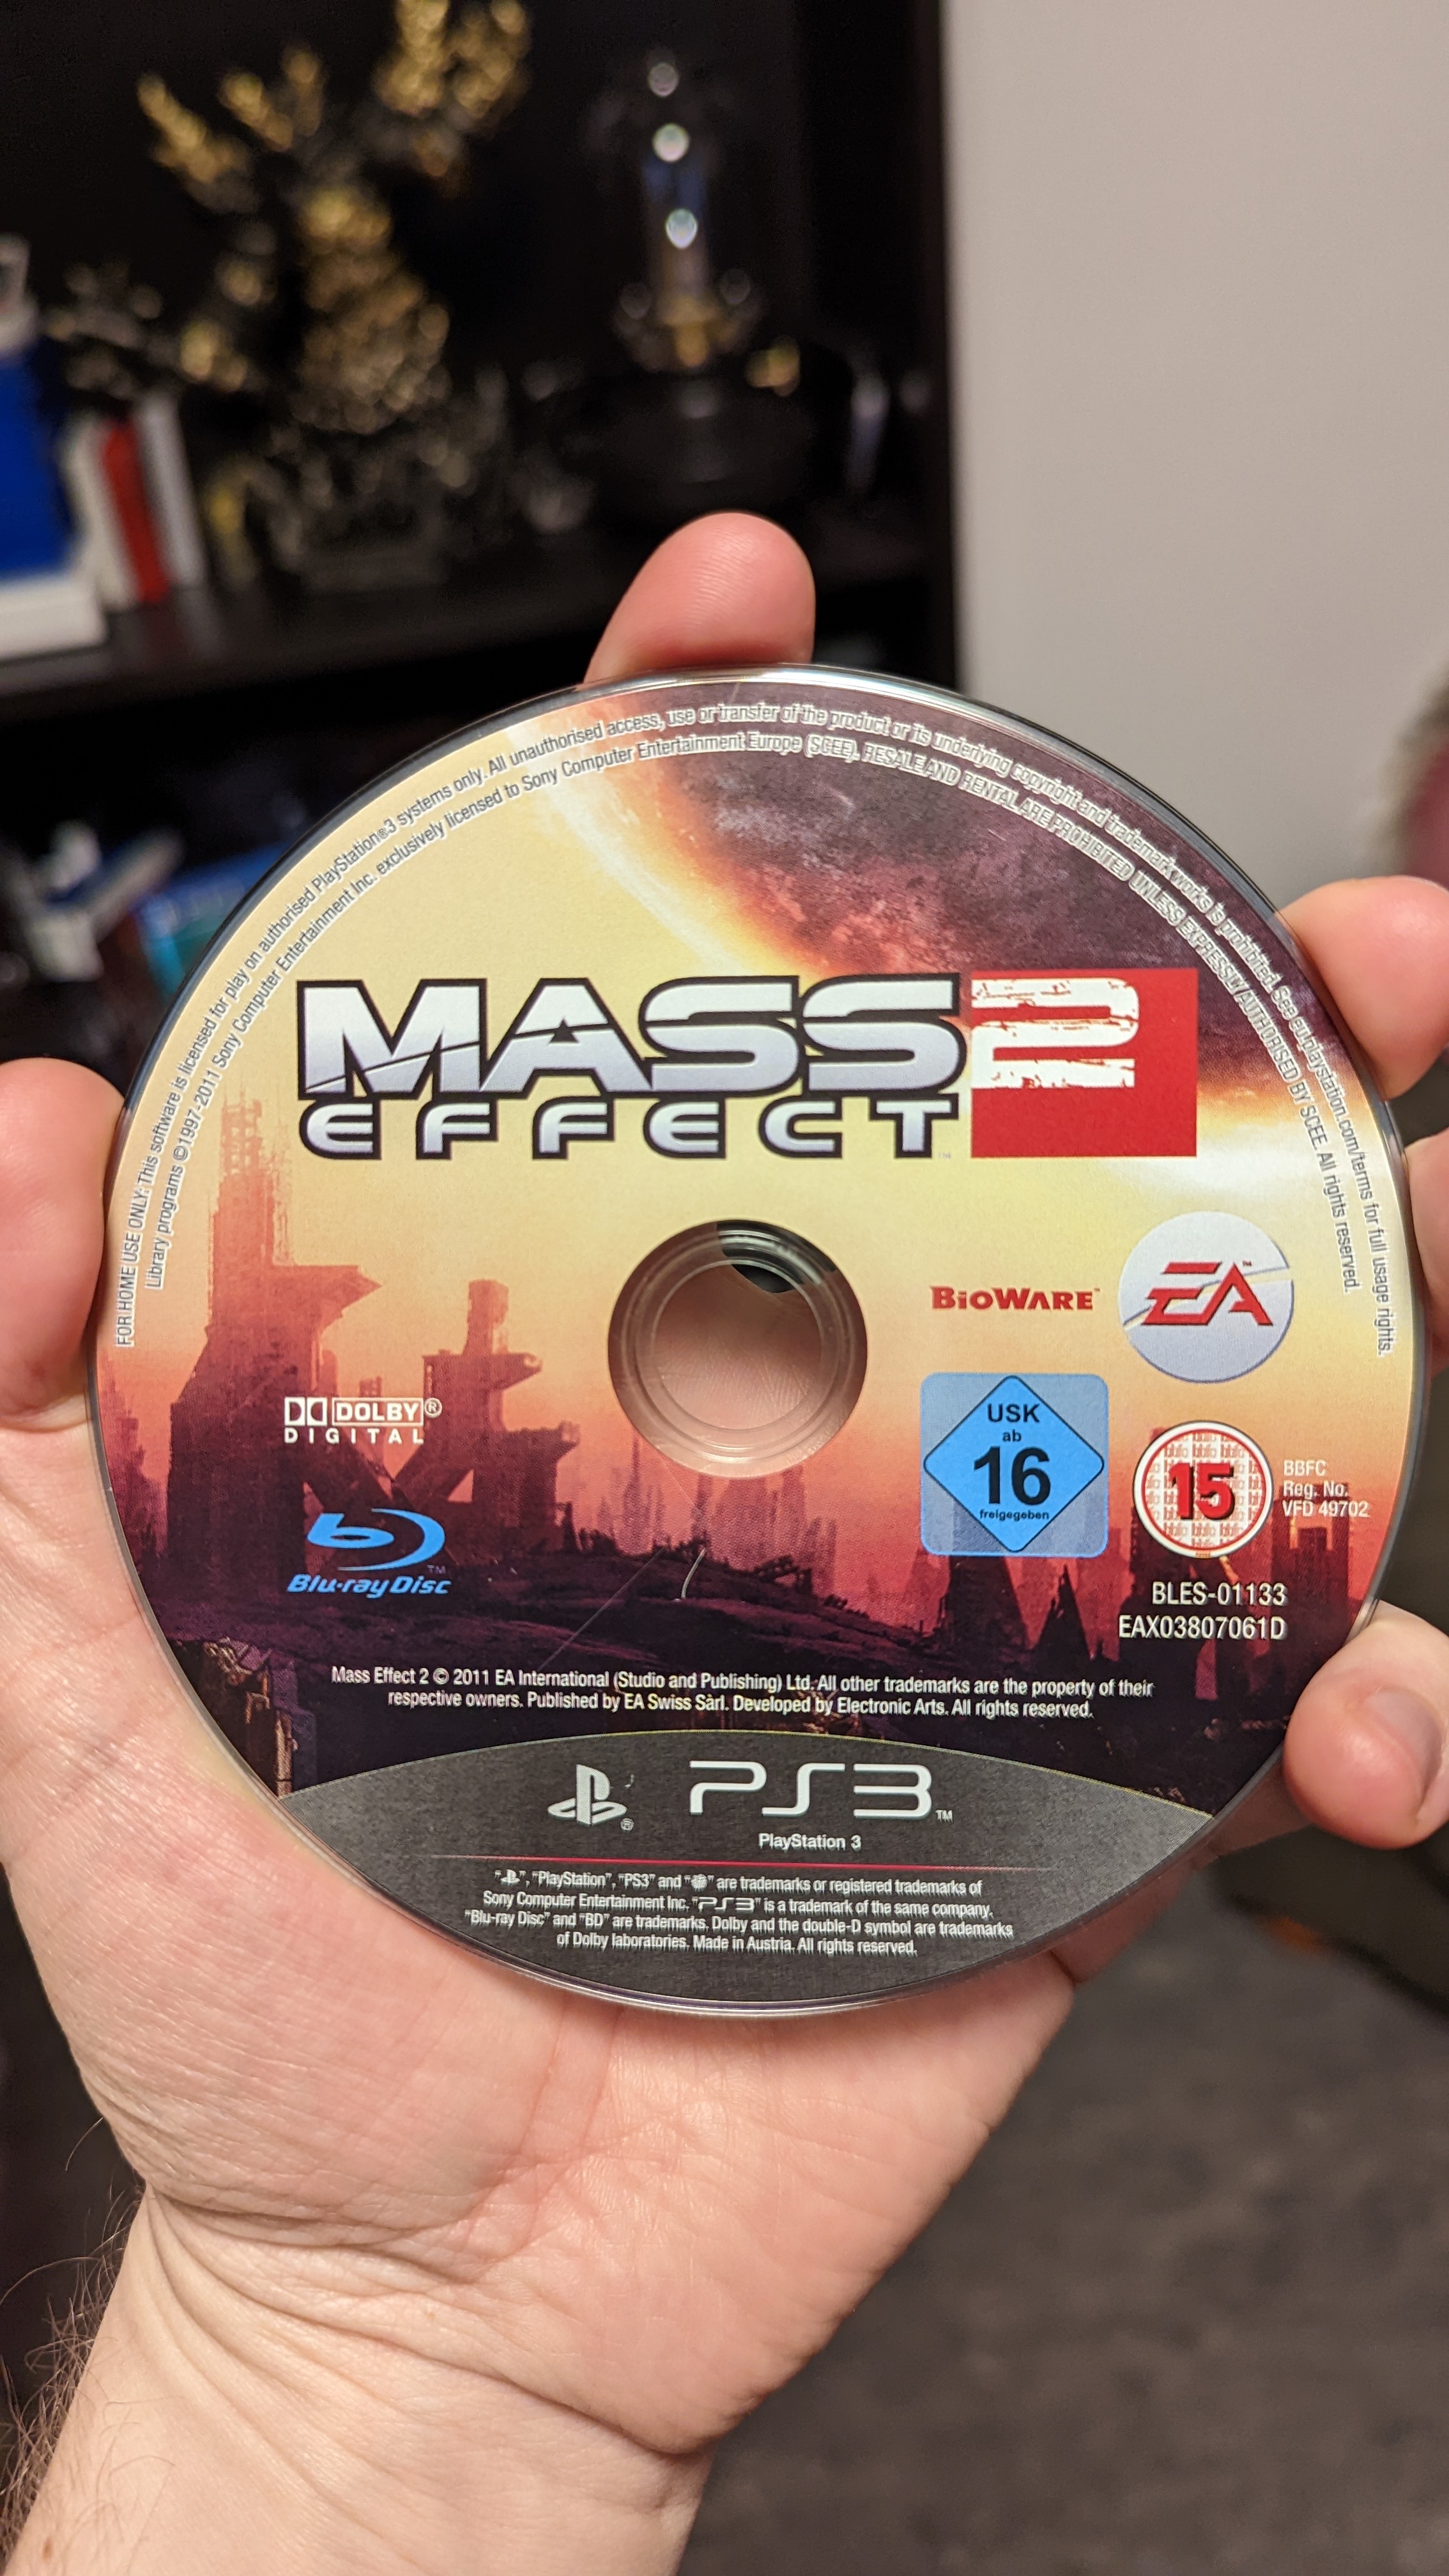 FOR HOME USE ONLY. This software is licensed for play on authorised PlayStation®3 systems only. All unauthorised access, use or transfer of the product or its underlying copyright and trademark works is prohibited. See eu.playstation.com/terms for full usage rights.
Library programs ©1997-2011 Sony Computer Entertainment Inc. exclusively licensed to Sony Computer Entertainment Europe (SCEE). RESALE AND RENTAL ARE PROHIBITED UNLESS EXPRESSLY AUTHORISED BY SCEE. All rights reserved.
MASS 2
EFFECT™
BIOWARE™ EA™
DOLBY®
DIGITAL
USK
ab
16
freigegeben
15
BBFC
Reg. No.
VFD 49702
Blu-ray Disc™
BLES-01133
EAX03807061D
Mass Effect 2 © 2011 EA International (Studio and Publishing) Ltd. All other trademarks are the property of their
respective owners. Published by EA Swiss Sàrl. Developed by Electronic Arts. All rights reserved.
PS3™
PlayStation 3
“ ”, “PlayStation”, “PS3” and “ ” are trademarks or registered trademarks of
Sony Computer Entertainment Inc. “PS3” is a trademark of the same company.
“Blu-ray Disc” and “BD” are trademarks. Dolby and the double-D symbol are trademarks
of Dolby laboratories. Made in Austria. All rights reserved.